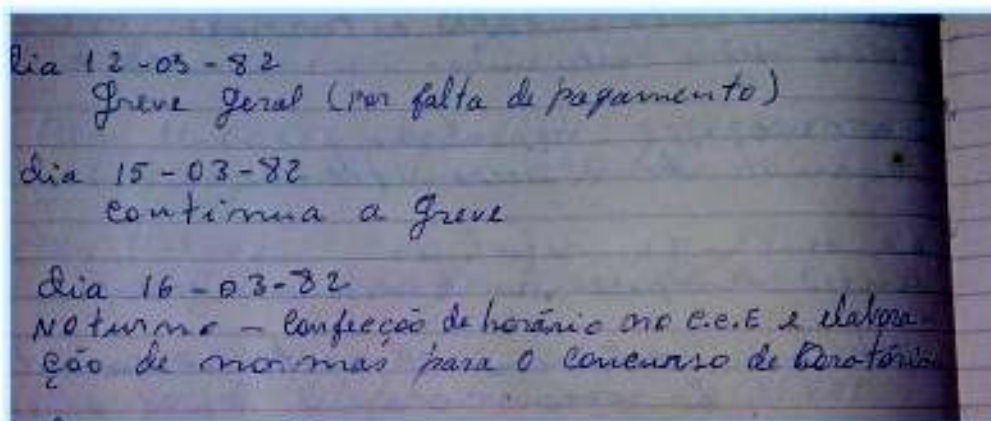 dia 12-03-82
Greve Geral (por falta de pagamento)
dia 15-03-82
continua a Greve
dia 16-03-82
Noturno - Confecção de horário no C.C.E e elabora-
ção de normas para o concurso de Oratória